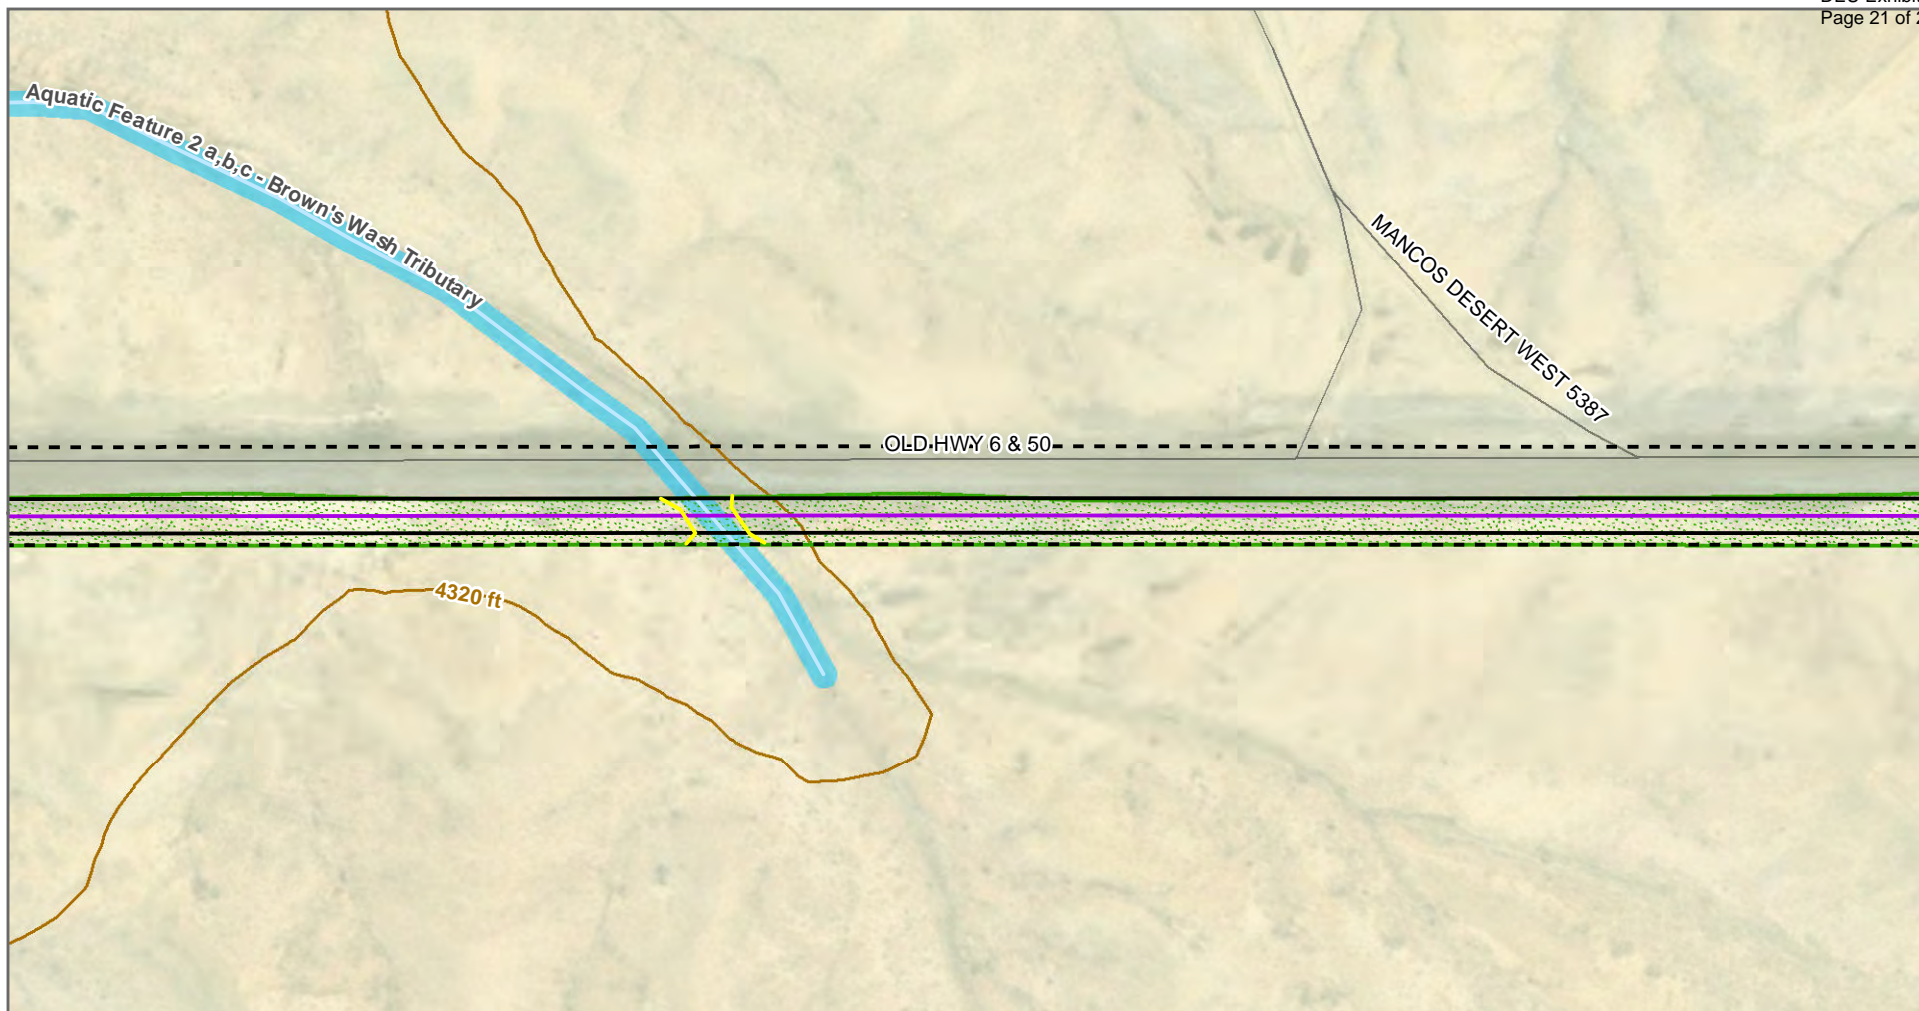 Page 21 of
Aquatic Feature 2 a,b,c - Brown's Wash Tributary
MANCOS DESERT WEST 5387
OLD HWY 6 & 50
4320 ft